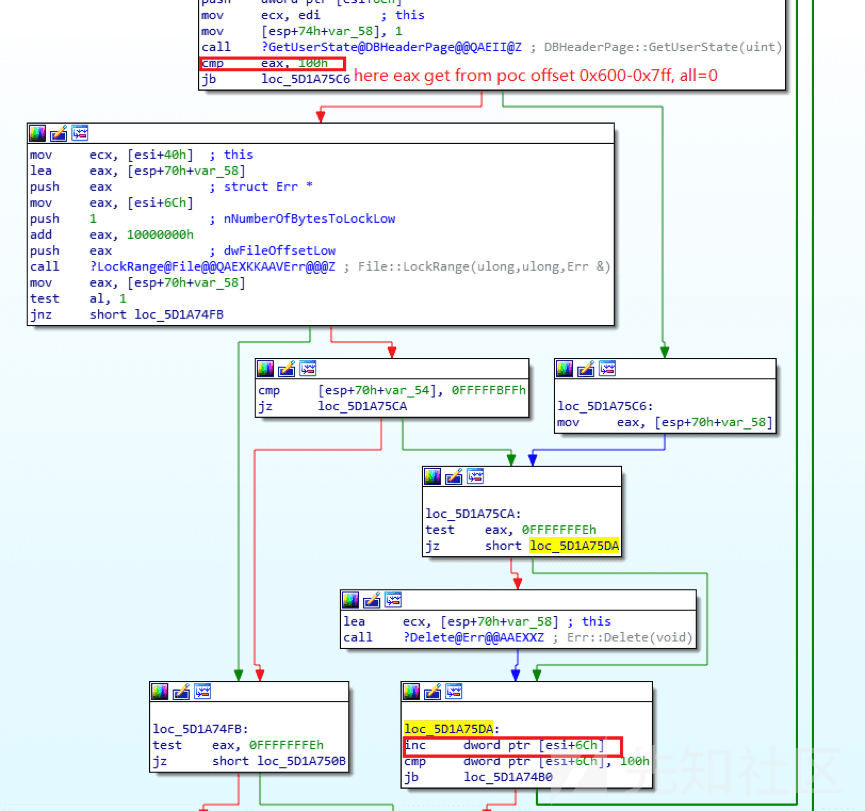 push    dword ptr [esi+6Ch]
mov     ecx, edi        ; this
mov     [esp+74h+var_58], 1
call    ?GetUserState@DBHeaderPage@@QAEII@Z ; DBHeaderPage::GetUserState(uint)
cmp     eax, 100h
jb      loc_5D1A75C6 here eax get from poc offset 0x600-0x7ff, all=0
mov     ecx, [esi+40h]  ; this
lea     eax, [esp+70h+var_58]
push    eax             ; struct Err *
mov     eax, [esi+6Ch]
push    1               ; nNumberOfBytesToLockLow
add     eax, 10000000h
push    eax             ; dwFileOffsetLow
call    ?LockRange@File@@QAEXKKAAVErr@@@Z ; File::LockRange(ulong,ulong,Err &)
mov     eax, [esp+70h+var_58]
test    al, 1
jnz     short loc_5D1A74FB
cmp     [esp+70h+var_54], 0FFFFFBFFh
jz      loc_5D1A75CA
loc_5D1A75C6:
mov     eax, [esp+70h+var_58]
loc_5D1A75CA:
test    eax, 0FFFFFFFEh
jz      short loc_5D1A75DA
lea     ecx, [esp+70h+var_58] ; this
call    ?Delete@Err@@AAEXXZ ; Err::Delete(void)
loc_5D1A74FB:
test    eax, 0FFFFFFFEh
jz      short loc_5D1A750B
loc_5D1A75DA:
inc     dword ptr [esi+6Ch]
cmp     dword ptr [esi+6Ch], 100h
jb      loc_5D1A74B0
先知社区